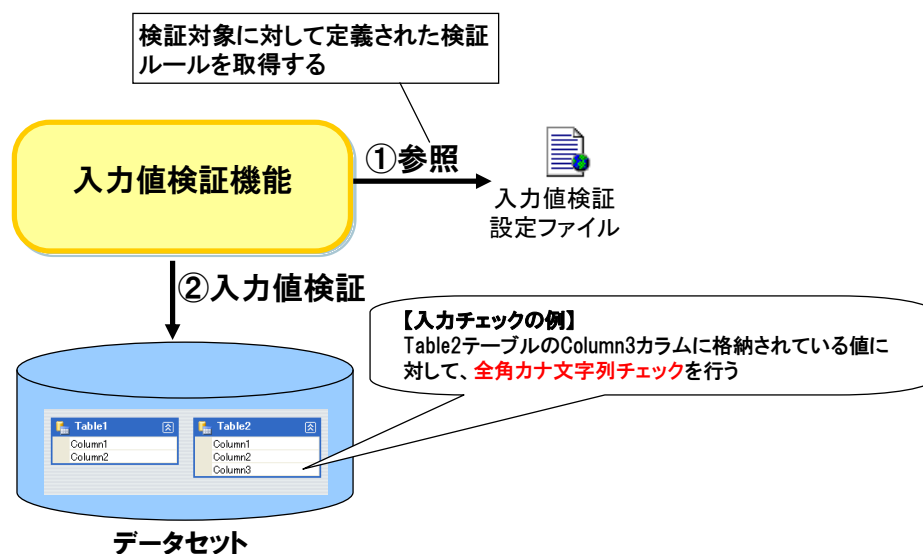 検証対象に対して定義された検証
ルールを取得する
入力値検証機能
①参照
入力値検証
設定ファイル
②入力値検証
【入力チェックの例】
Table2テーブルのColumn3カラムに格納されている値に
対して、全角カナ文字列チェックを行う
Table1
Column1
Column2
Table2
Column1
Column2
Column3
データセット